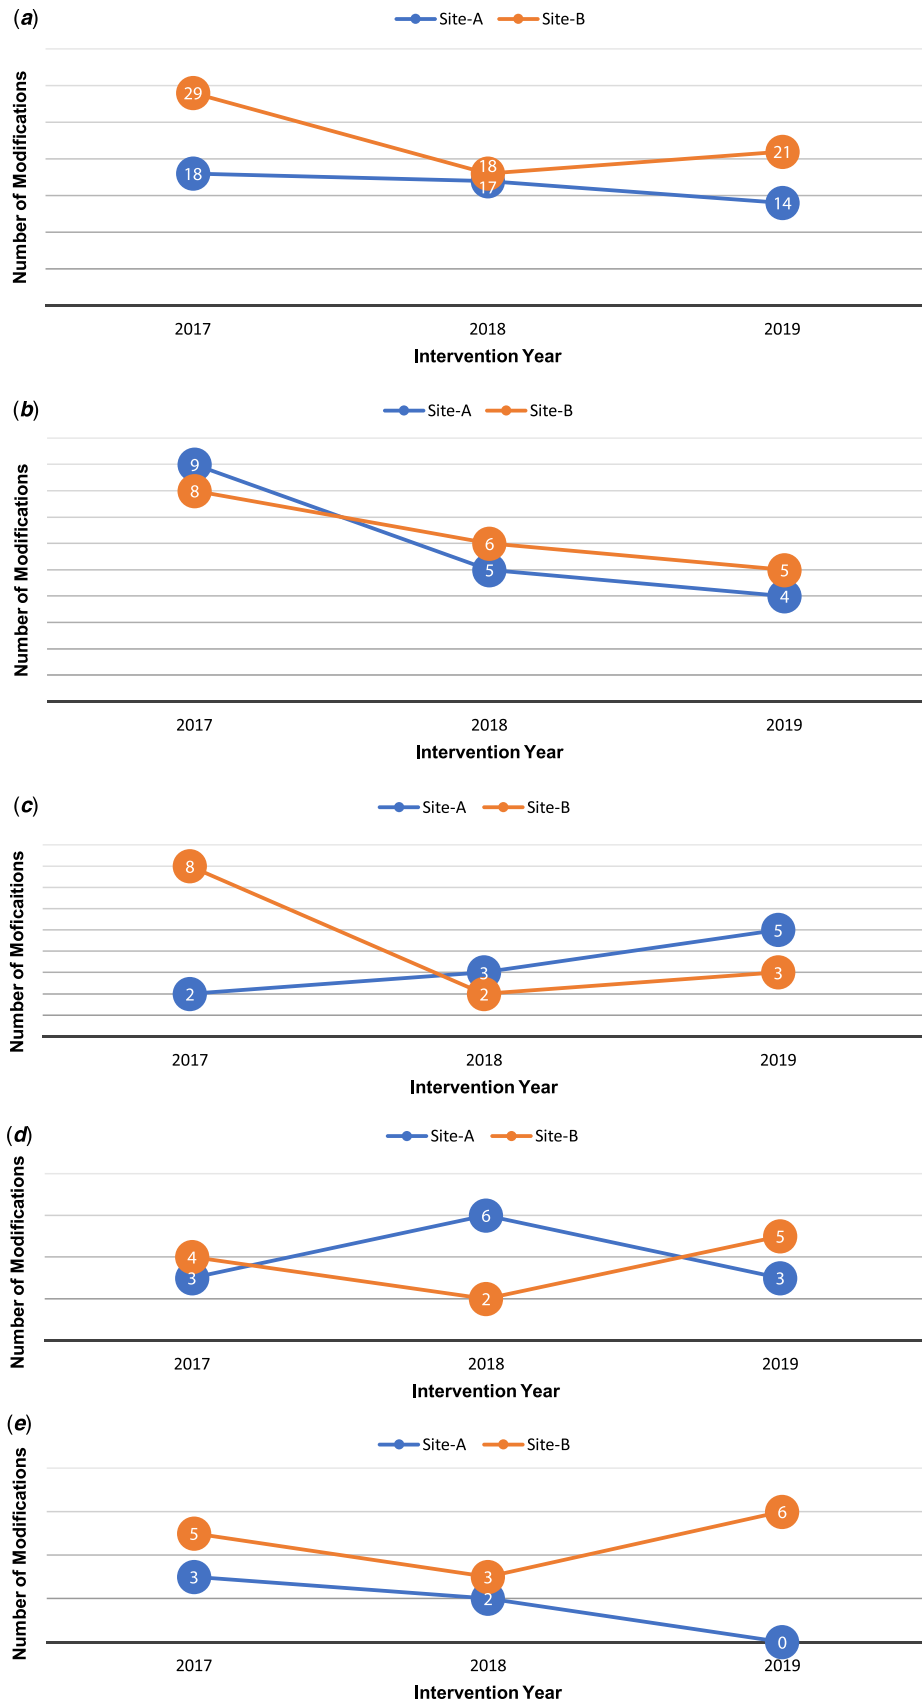 (a)
Site-A Site-B
Number of Modifications
29
18
18
17
21
14
2017 2018 2019
Intervention Year
(b)
Site-A Site-B
Number of Modifications
9
8
6
5
5
4
2017 2018 2019
Intervention Year
(c)
Site-A Site-B
Number of Moficaitions
8
2
3
2
5
3
2017 2018 2019
Intervention Year
(d)
Site-A Site-B
Number of Modifications
4
3
6
2
5
3
2017 2018 2019
Intervention Year
(e)
Site-A Site-B
Number of Modifications
5
3
3
2
6
0
2017 2018 2019
Intervention Year